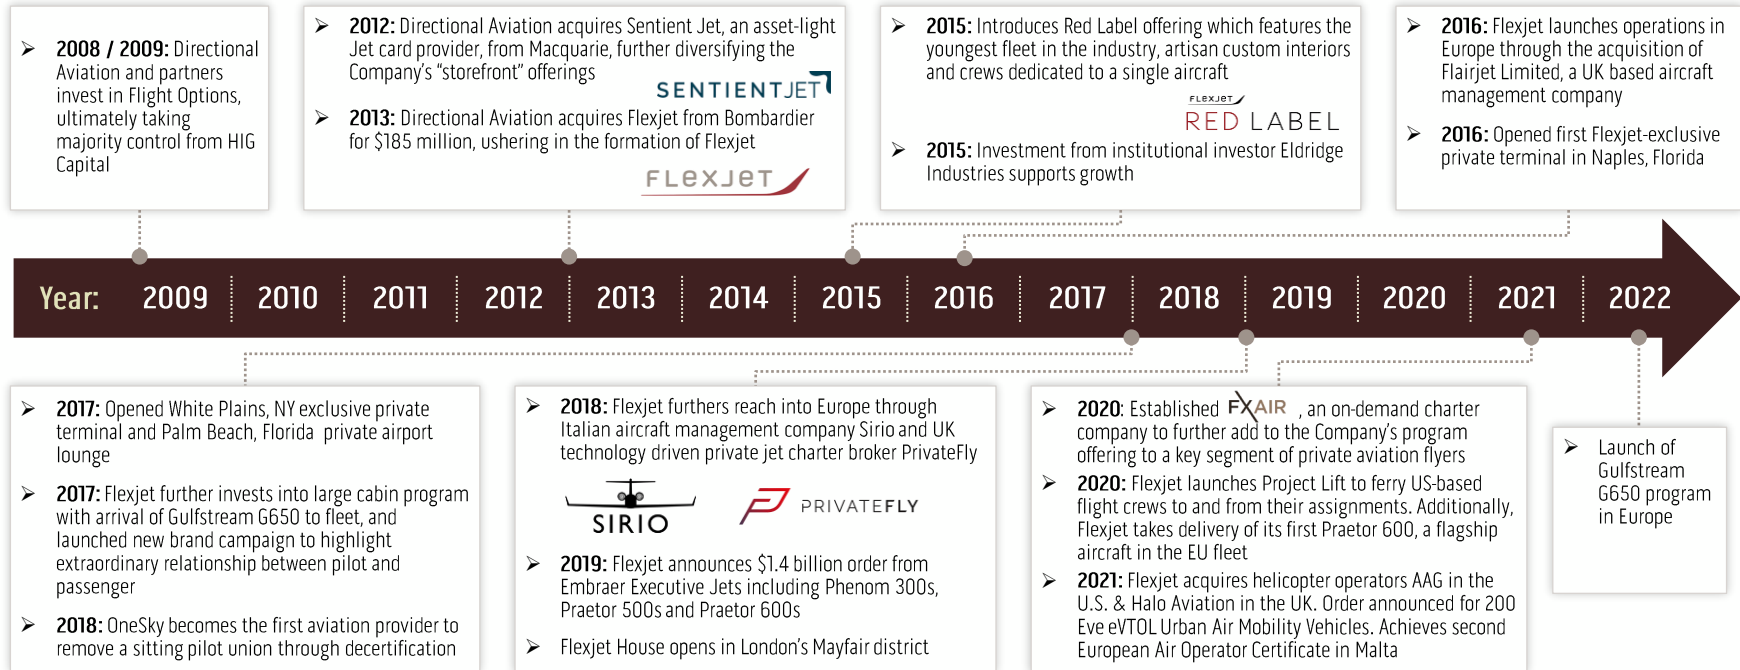 ➤ 2008 / 2009: Directional
Aviation and partners
invest in Flight Options,
ultimately taking
majority control from HIG
Capital
➤ 2012: Directional Aviation acquires Sentient Jet, an asset-light
Jet card provider, from Macquarie, further diversifying the
Company's "storefront" offerings
SENTIENTJET
➤ 2013: Directional Aviation acquires Flexjet from Bombardier
for $185 million, ushering in the formation of Flexjet
FLEXJET
➤ 2015: Introduces Red Label offering which features the
youngest fleet in the industry, artisan custom interiors
and crews dedicated to a single aircraft
FLEXJET
RED LABEL
➤ 2015: Investment from institutional investor Eldridge
Industries supports growth
➤ 2016: Flexjet launches operations in
Europe through the acquisition of
Flairjet Limited, a UK based aircraft
management company
➤ 2016: Opened first Flexjet-exclusive
private terminal in Naples, Florida
Year: 2009 2010 2011 2012 2013 2014 2015 2016 2017 2018 2019 2020 2021 2022
➤ 2017: Opened White Plains, NY exclusive private
terminal and Palm Beach, Florida private airport
lounge
➤ 2017: Flexjet further invests into large cabin program
with arrival of Gulfstream G650 to fleet, and
launched new brand campaign to highlight
extraordinary relationship between pilot and
passenger
➤ 2018: OneSky becomes the first aviation provider to
remove a sitting pilot union through decertification
➤ 2018: Flexjet furthers reach into Europe through
Italian aircraft management company Sirio and UK
technology driven private jet charter broker PrivateFly
SIRIO
PRIVATEFLY
➤ 2019: Flexjet announces $1.4 billion order from
Embraer Executive Jets including Phenom 300s,
Praetor 500s and Praetor 600s
➤ Flexjet House opens in London's Mayfair district
➤ 2020: Established FXAIR , an on-demand charter
company to further add to the Company's program
offering to a key segment of private aviation flyers
➤ 2020: Flexjet launches Project Lift to ferry US-based
flight crews to and from their assignments. Additionally,
Flexjet takes delivery of its first Praetor 600, a flagship
aircraft in the EU fleet
➤ 2021: Flexjet acquires helicopter operators AAG in the
U.S. & Halo Aviation in the UK. Order announced for 200
Eve eVTOL Urban Air Mobility Vehicles. Achieves second
European Air Operator Certificate in Malta
➤ Launch of
Gulfstream
G650 program
in Europe